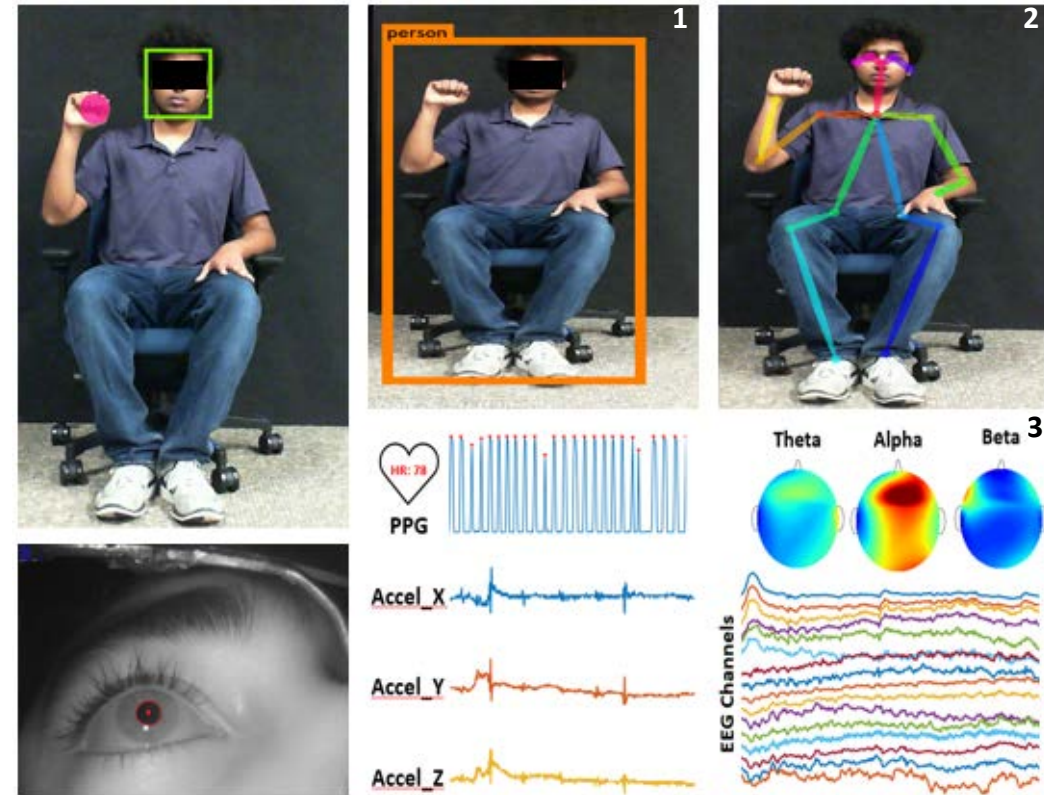 1
person
2
3
Theta
Alpha
Beta
HR: 78
PPG
Accel_X
Accel_Y
Accel_Z
EEG Channels